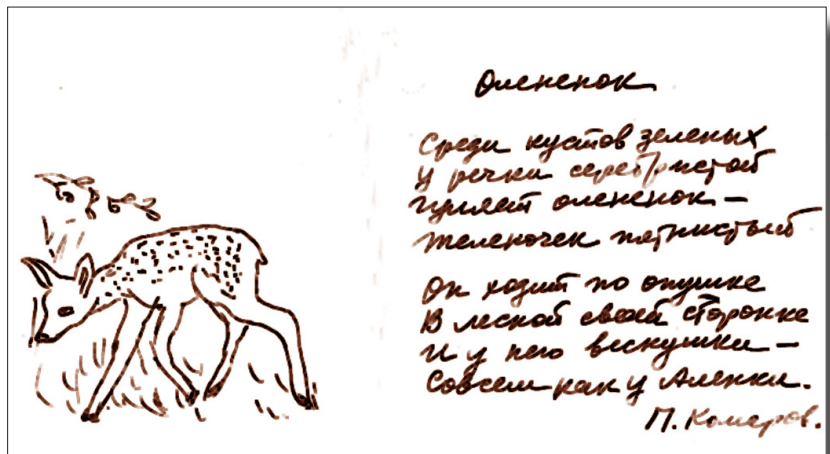 Олененок
Среди кустов зеленых
У речки серебристой
Гуляет олененок —
Теленочек пятнистый
Он ходит по опушке
В лесной своей сторонке
И у него веснушки —
Совсем как у Аленки.
П. Комаров.